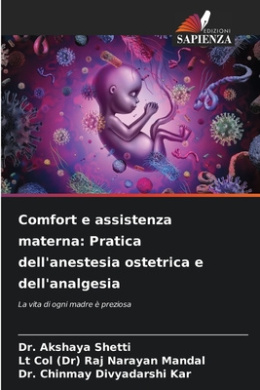 EDIZIONI
SAPIENZA
Comfort e assistenza
materna: Pratica
dell'anestesia ostetrica e
dell'analgesia
La vita di ogni madre è preziosa
Dr. Akshaya Shetti
Lt Col (Dr) Raj Narayan Mandal
Dr. Chinmay Divyadarshi Kar